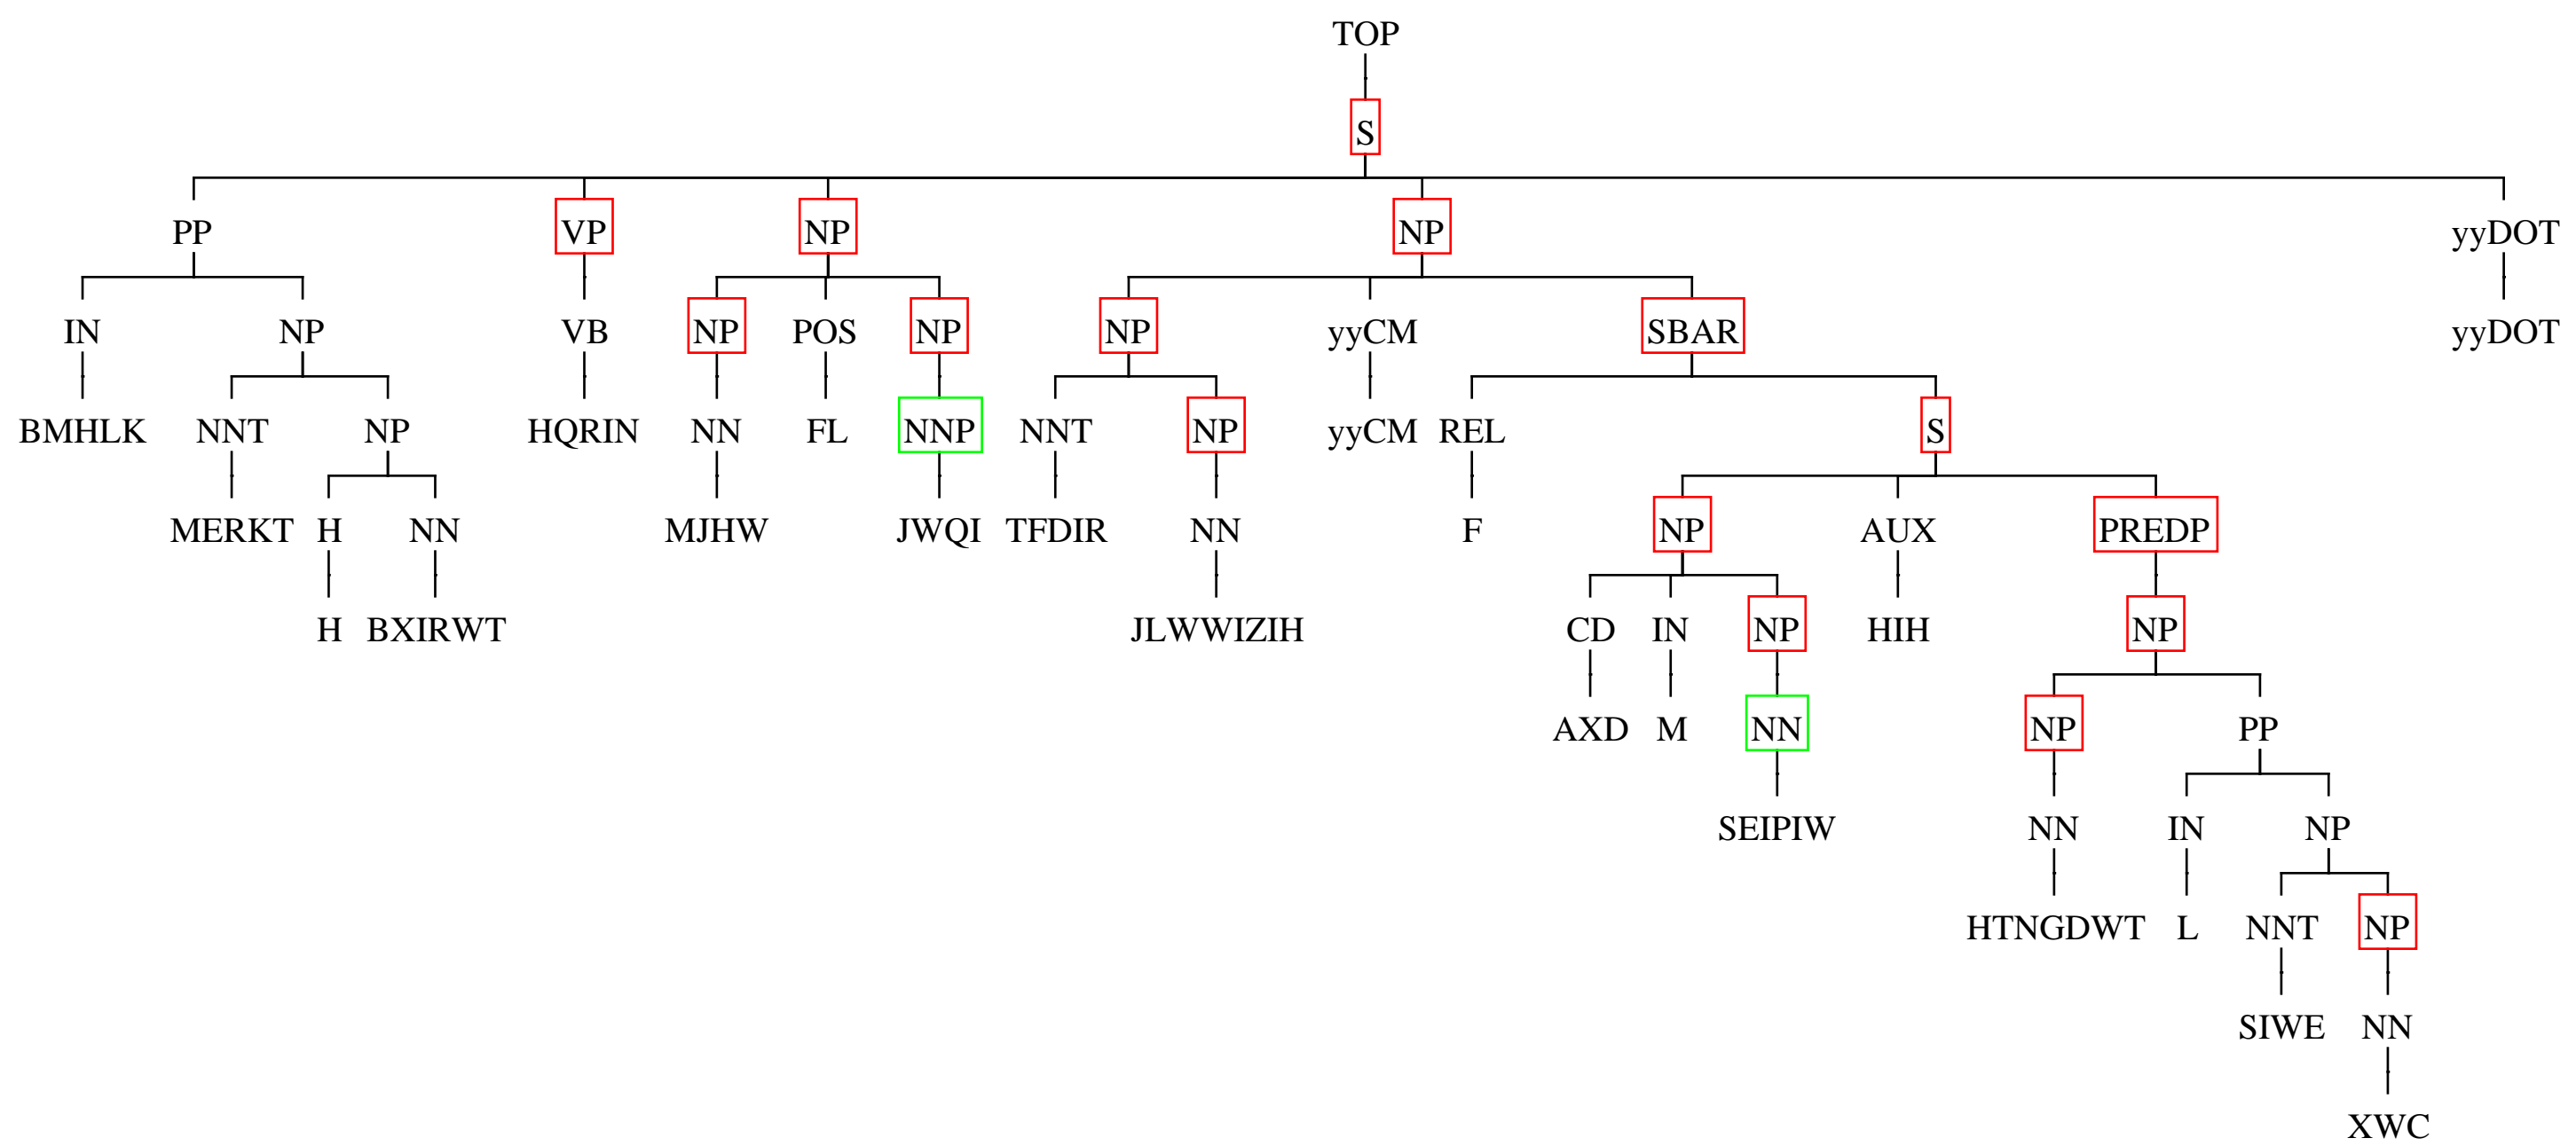 TOP
S
PP VP NP NP yyDOT
IN NP VB NP POS NP NP yyCM SBAR yyDOT
BMHLK NNT NP HQRIN NN FL NNP NNT NP yyCM REL S
MERKT H NN MJHW JWQI TFDIR NN F NP AUX PREDP
H BXIRWT JLWWIZIH CD IN NP HIH NP
AXD M NN NP PP
SEIPIW NN IN NP
HTNGDWT L NNT NP
SIWE NN
XWC